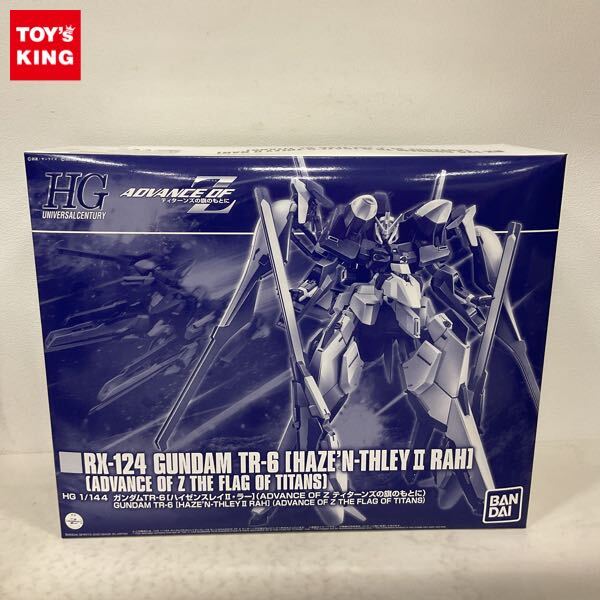 TOY'S
KING
HG
UNIVERSAL CENTURY
ADVANCE OF Z
ティターンズの旗のもとに
RX-124 GUNDAM TR-6 [HAZE'N-THLEY II RAH]
(ADVANCE OF Z THE FLAG OF TITANS)
HG 1/144 ガンダムTR-6[ハイゼンスレイII・ラー](ADVANCE OF Z ティターンズの旗のもとに)
GUNDAM TR-6 [HAZE'N-THLEY II RAH] (ADVANCE OF Z THE FLAG OF TITANS)
BAN
DAI